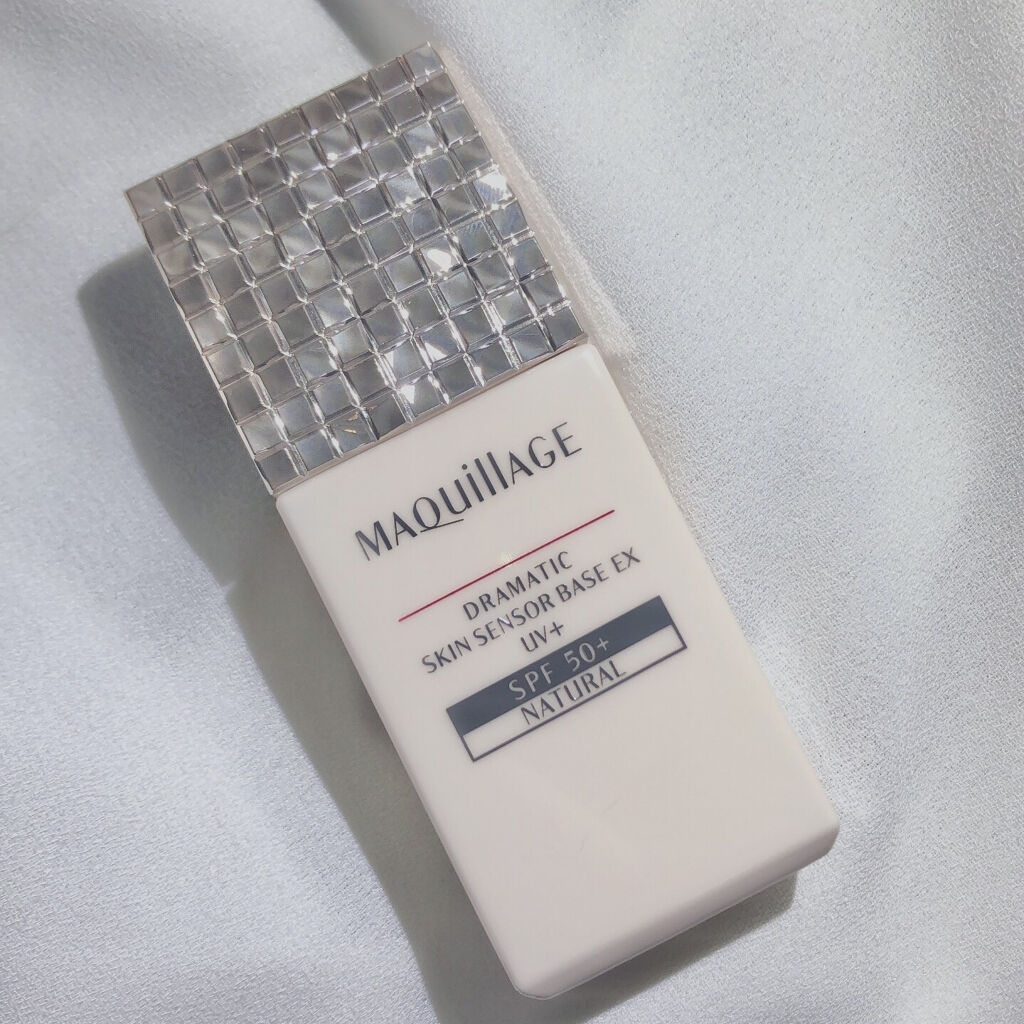 MAQuillAGE
DRAMATIC
SKIN SENSOR BASE EX
UV+
SPF 50+
NATURAL